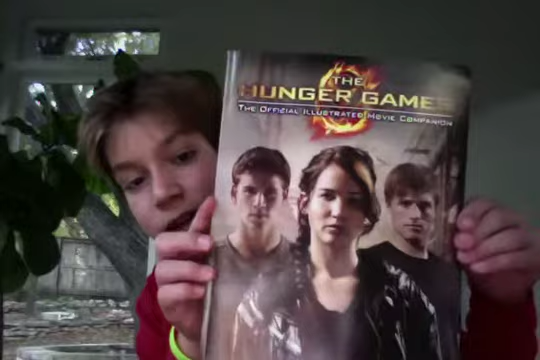 THE
HUNGER GAMES
THE OFFICIAL ILLUSTRATED MOVIE COMPANION